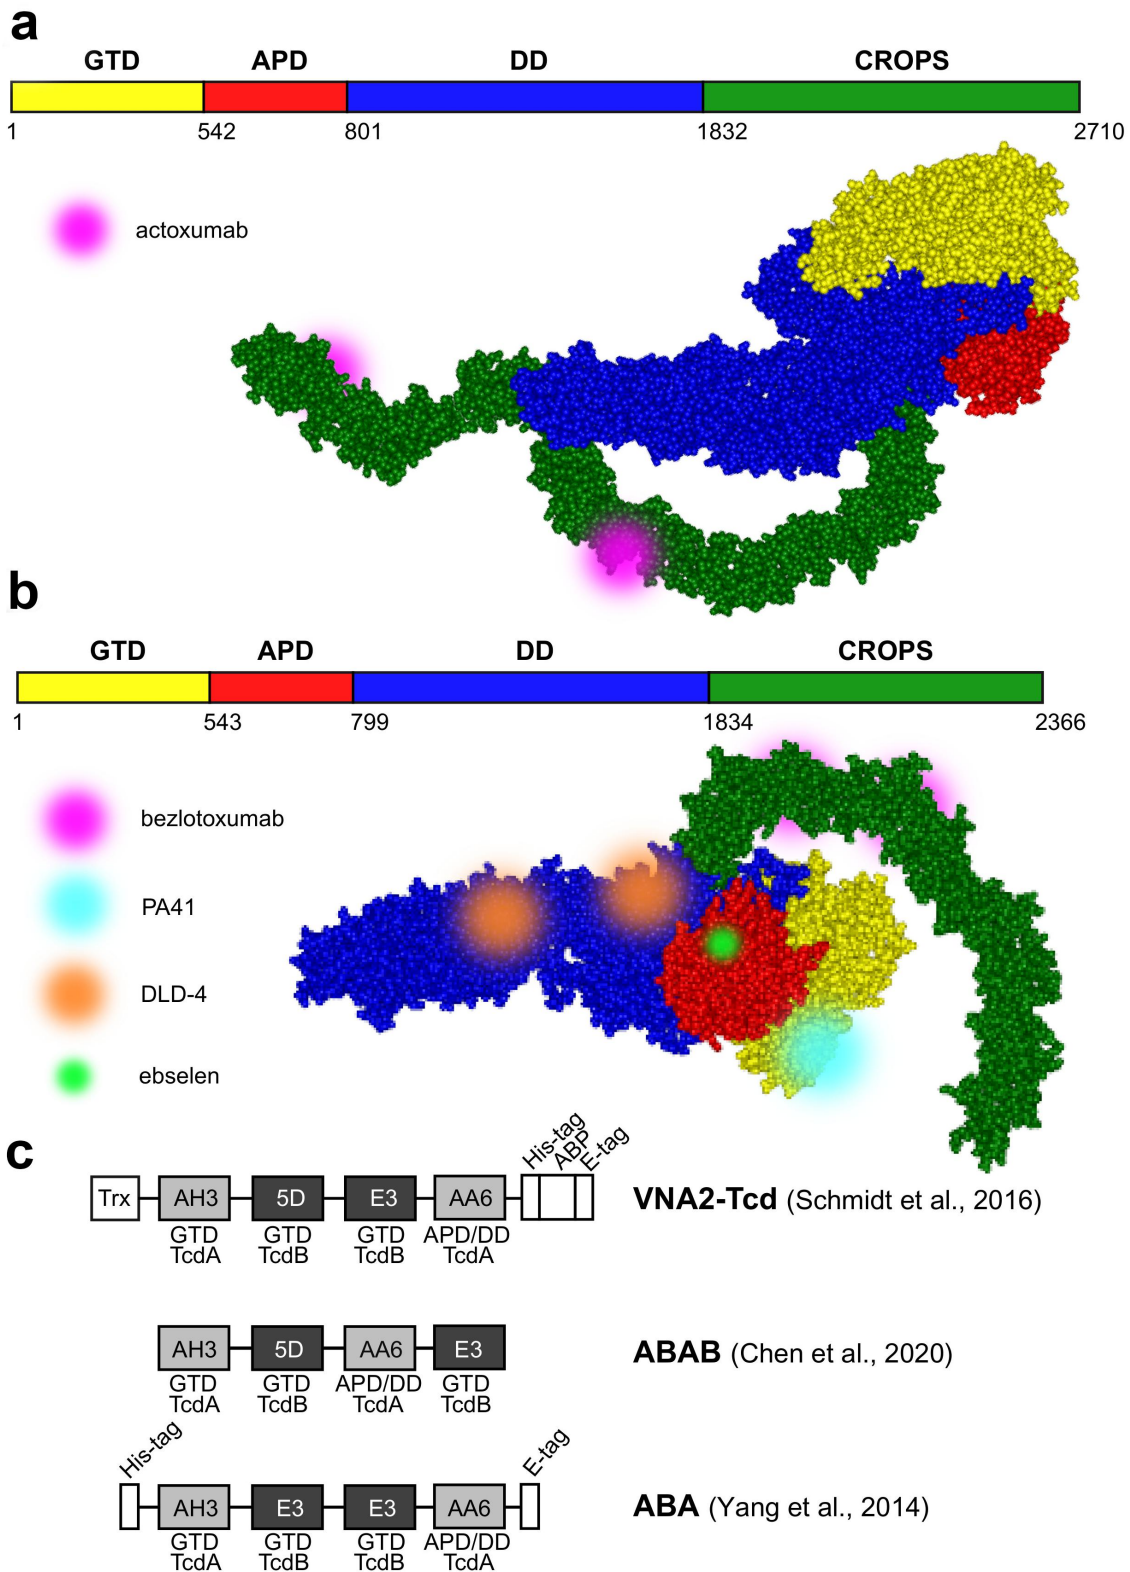 a
GTD APD DD CROPS
1 542 801 1832 2710
actoxumab
b
GTD APD DD CROPS
1 543 799 1834 2366
bezlotoxumab
PA41
DLD-4
ebselen
c
His-tag ABP E-tag
Trx AH3 5D E3 AA6 VNA2-Tcd (Schmidt et al., 2016)
GTD GTD GTD APD/DD
TcdA TcdB TcdB TcdA
AH3 5D AA6 E3 ABAB (Chen et al., 2020)
GTD GTD APD/DD GTD
TcdA TcdB TcdA TcdB
His-tag E-tag
AH3 E3 E3 AA6 ABA (Yang et al., 2014)
GTD GTD GTD APD/DD
TcdA TcdB TcdB TcdA